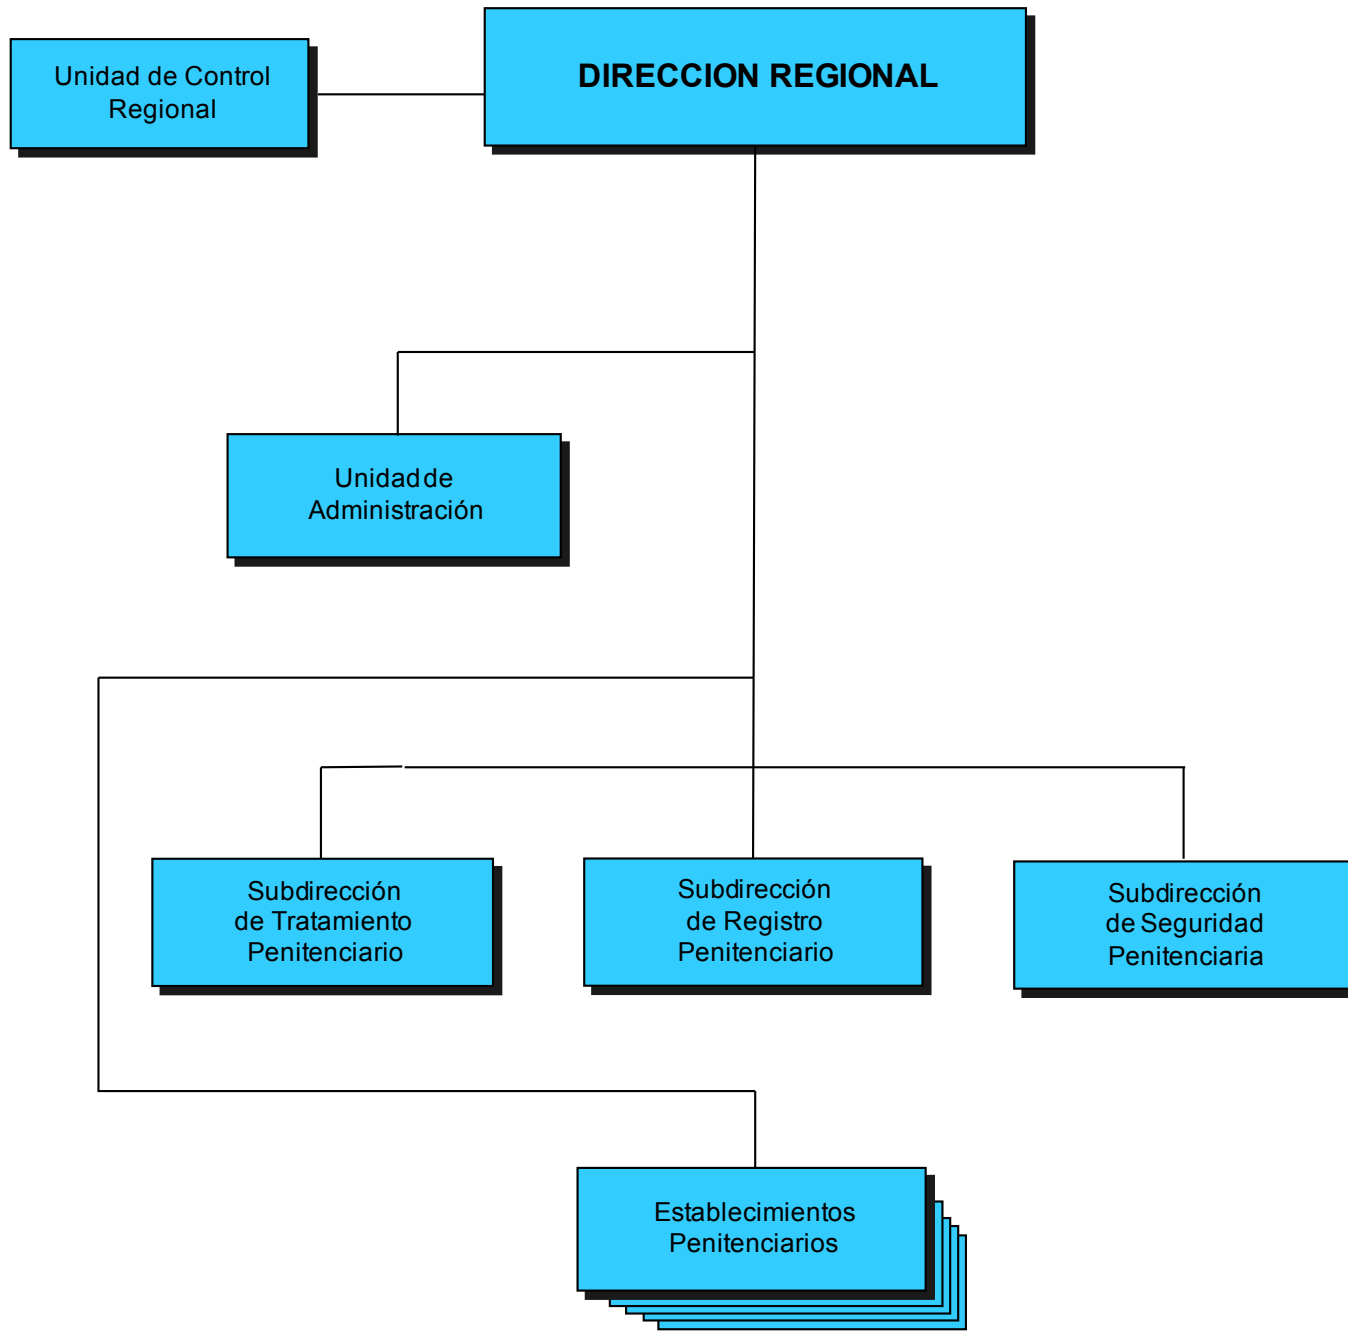 Unidad de Control
Regional
DIRECCION REGIONAL
Unidad de
Administración
Subdirección
de Tratamiento
Penitenciario
Subdirección
de Registro
Penitenciario
Subdirección
de Seguridad
Penitenciaria
Establecimientos
Penitenciarios